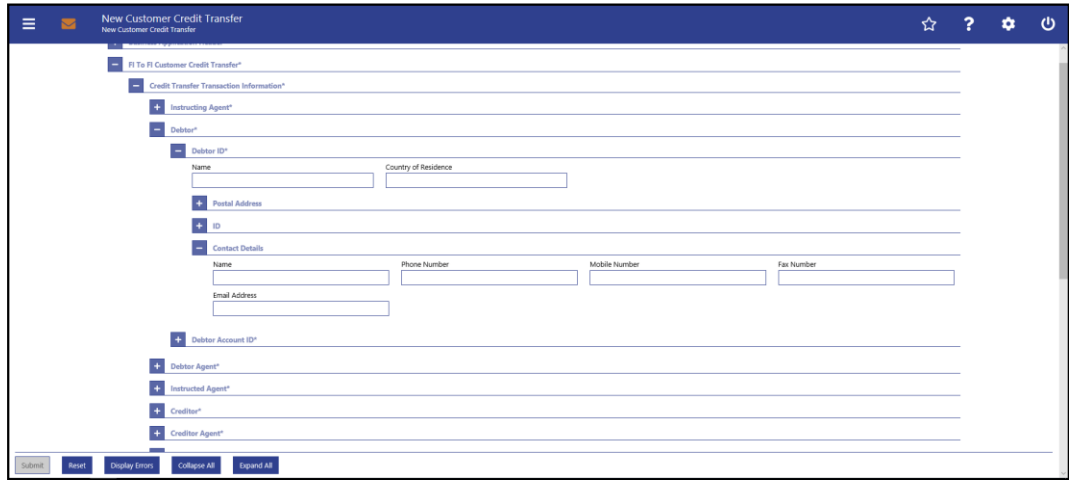 New Customer Credit Transfer
New Customer Credit Transfer
FI To FI Customer Credit Transfer*
Credit Transfer Transaction Information*
Instructing Agent*
Debtor*
Debtor ID*
Name Country of Residence
Postal Address
ID
Contact Details
Name Phone Number Mobile Number Fax Number
Email Address
Debtor Account ID*
Debtor Agent*
Instructed Agent*
Creditor*
Creditor Agent*
Submit Reset Display Errors Collapse All Expand All